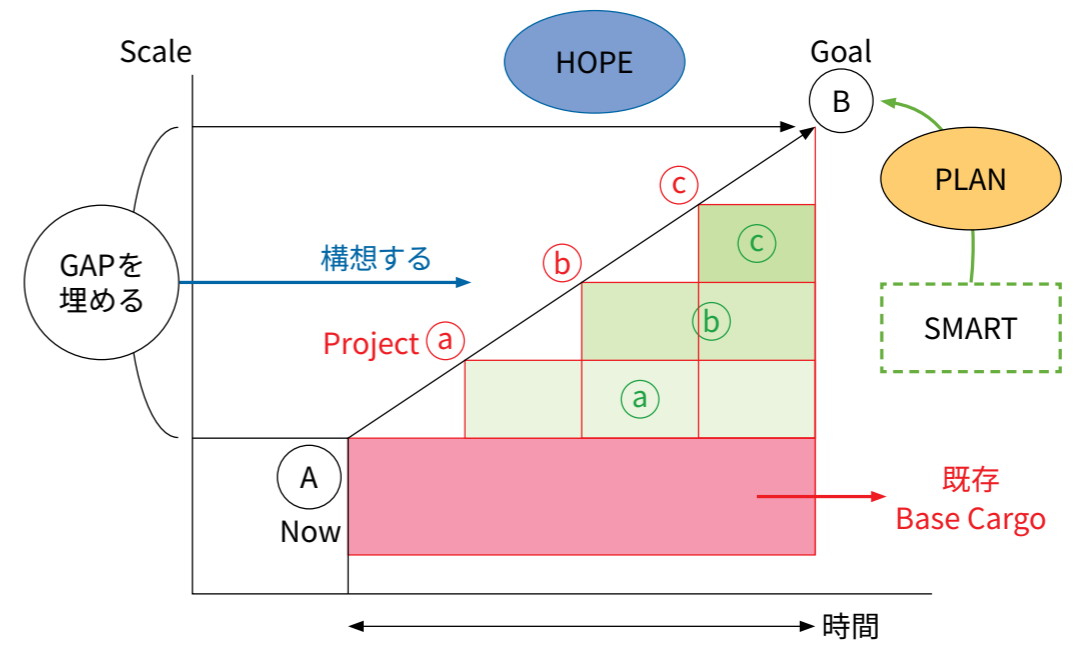 Scale
HOPE
Goal
B
PLAN
ⓒ
ⓒ
構想する
ⓑ
GAPを
埋める
ⓑ
SMART
Project ⓐ
ⓐ
A
Now
既存
Base Cargo
時間